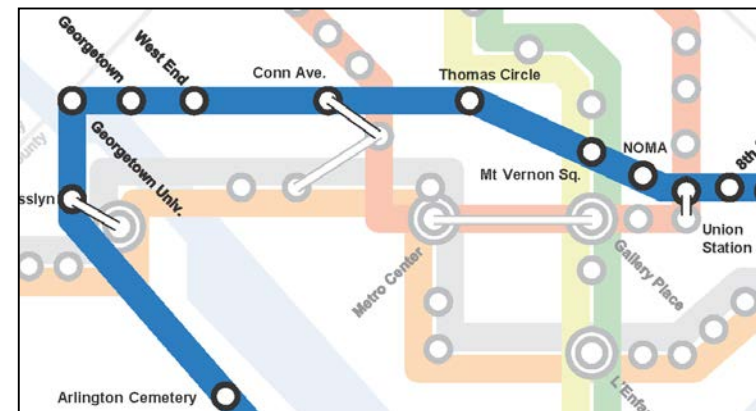 Georgetown
West End
Conn Ave.
Thomas Circle
Georgetown Univ.
sslyn
Mt Vernon Sq.
NOMA
8th
Union
Station
Metro Center
Gallery Place
Arlington Cemetery
L'Enfa
ounty